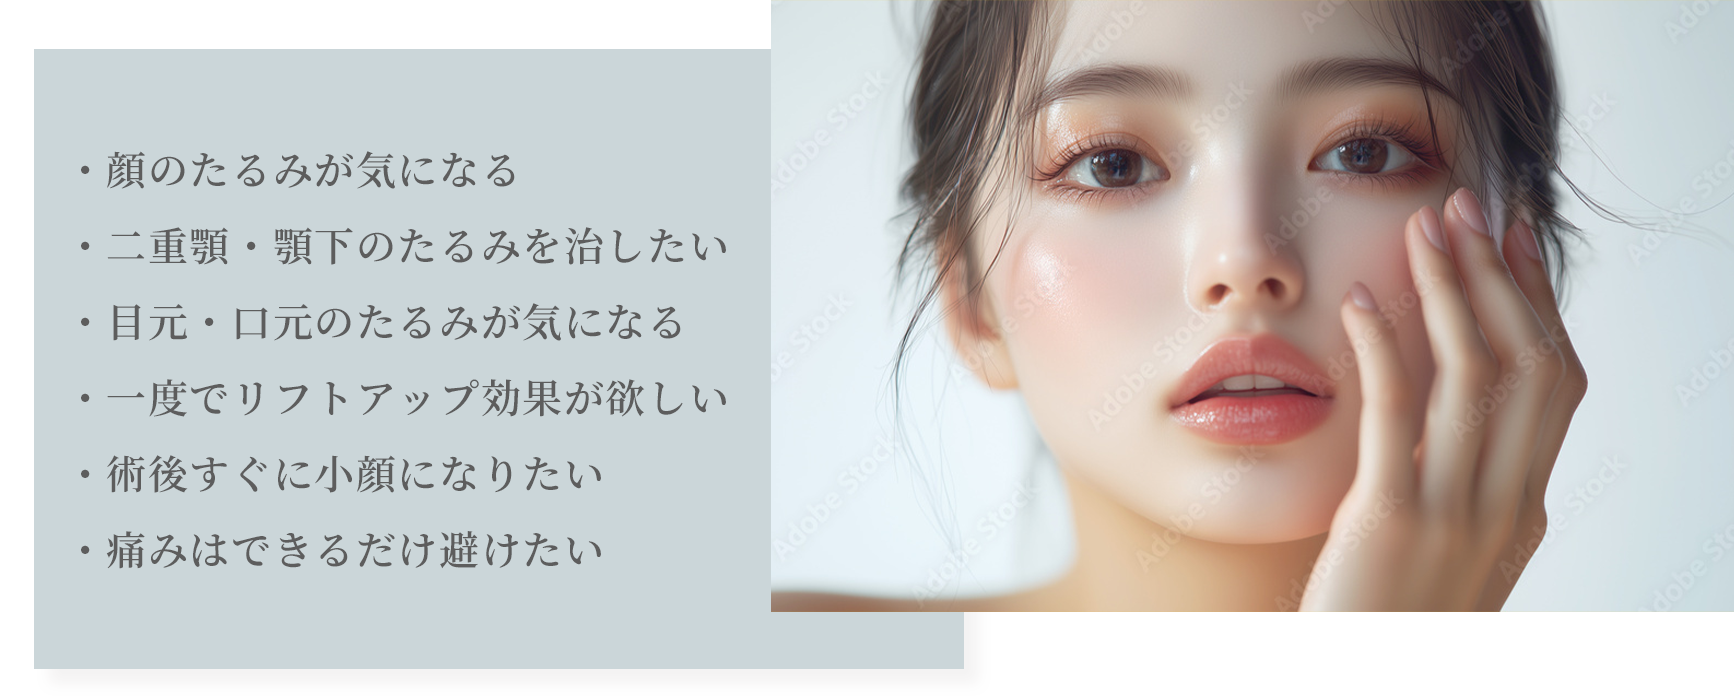 ・顔のたるみが気になる
・二重顎・顎下のたるみを治したい
・目元・口元のたるみが気になる
・一度でリフトアップ効果が欲しい
・術後すぐに小顔になりたい
・痛みはできるだけ避けたい
Adobe Stock